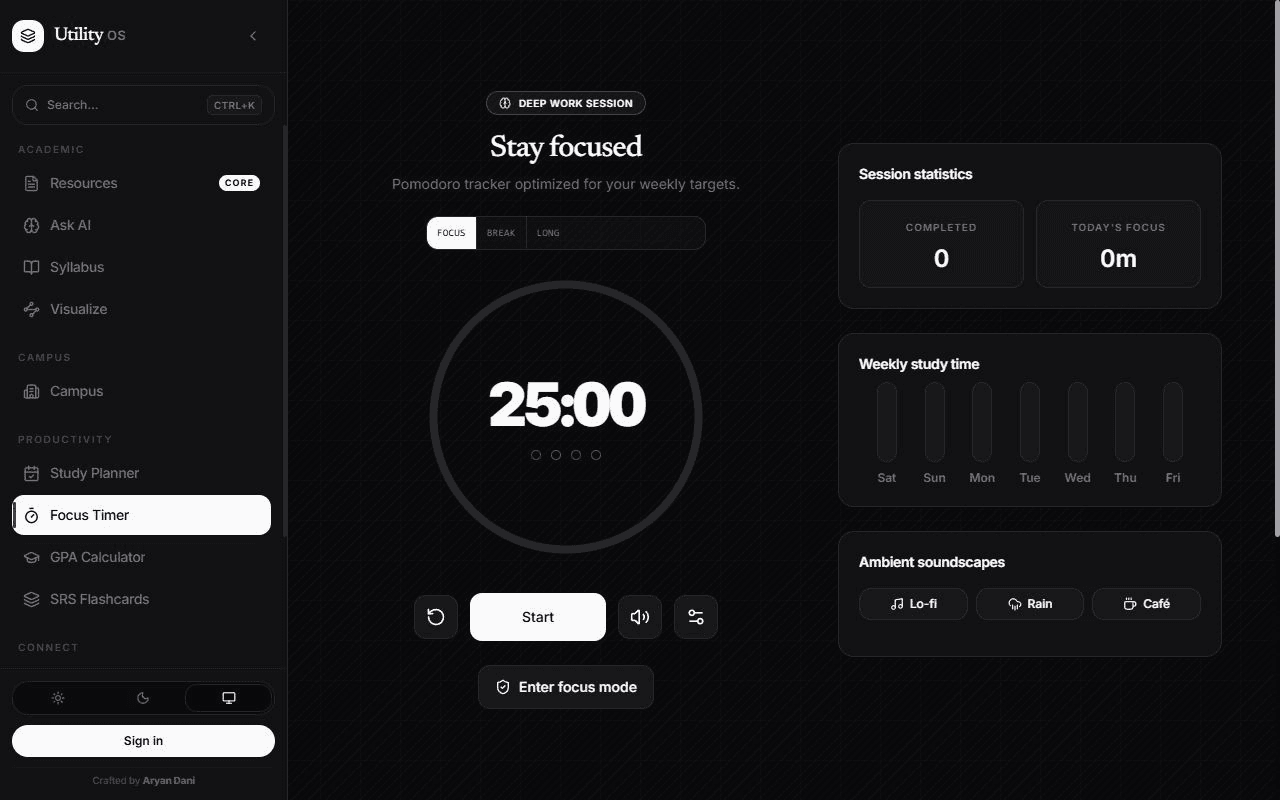 Utility OS
Search...
CTRL+K
ACADEMIC
Resources
CORE
Ask AI
Syllabus
Visualize
CAMPUS
Campus
PRODUCTIVITY
Study Planner
Focus Timer
GPA Calculator
SRS Flashcards
CONNECT
Sign in
Crafted by Aryan Dani
DEEP WORK SESSION
Stay focused
Pomodoro tracker optimized for your weekly targets.
FOCUS BREAK LONG
25:00
Start
Enter focus mode
Session statistics
COMPLETED
0
TODAY'S FOCUS
0m
Weekly study time
Sat Sun Mon Tue Wed Thu Fri
Ambient soundscapes
Lo-fi Rain Café